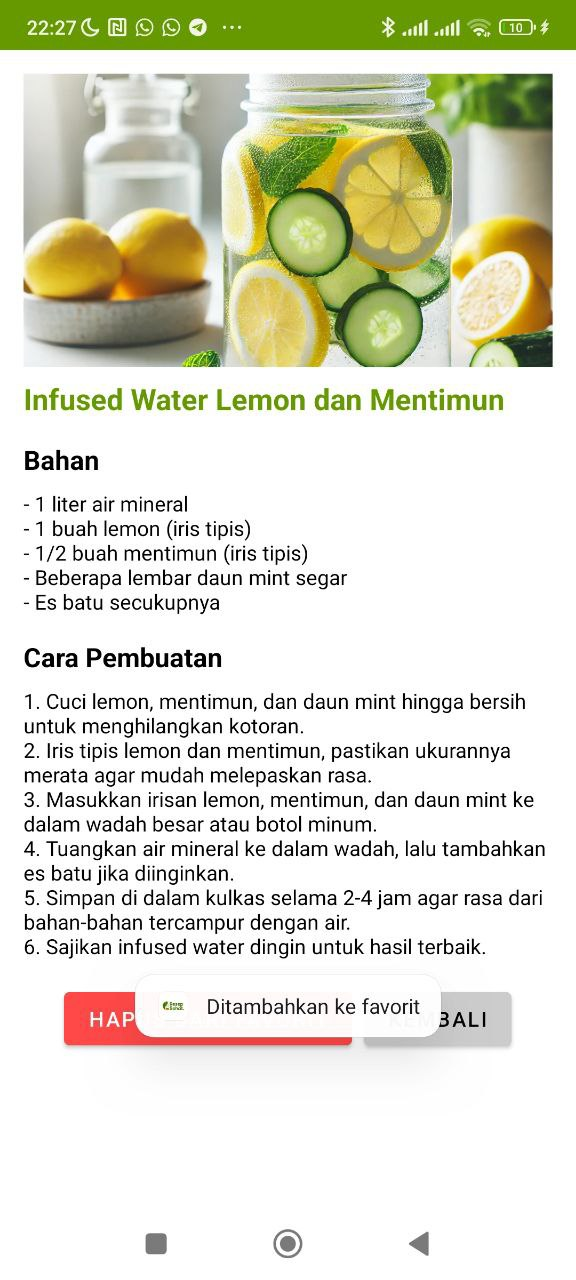 22:27
10
Infused Water Lemon dan Mentimun
Bahan
- 1 liter air mineral
- 1 buah lemon (iris tipis)
- 1/2 buah mentimun (iris tipis)
- Beberapa lembar daun mint segar
- Es batu secukupnya
Cara Pembuatan
1. Cuci lemon, mentimun, dan daun mint hingga bersih
untuk menghilangkan kotoran.
2. Iris tipis lemon dan mentimun, pastikan ukurannya
merata agar mudah melepaskan rasa.
3. Masukkan irisan lemon, mentimun, dan daun mint ke
dalam wadah besar atau botol minum.
4. Tuangkan air mineral ke dalam wadah, lalu tambahkan
es batu jika diinginkan.
5. Simpan di dalam kulkas selama 2-4 jam agar rasa dari
bahan-bahan tercampur dengan air.
6. Sajikan infused water dingin untuk hasil terbaik.
Ditambahkan ke favorit
KEMBALI